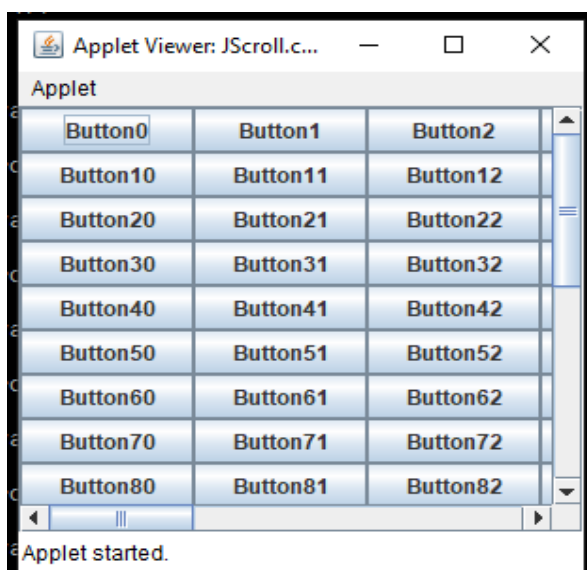 Applet Viewer: JScroll.c...
Applet
Button0 Button1 Button2
Button10 Button11 Button12
Button20 Button21 Button22
Button30 Button31 Button32
Button40 Button41 Button42
Button50 Button51 Button52
Button60 Button61 Button62
Button70 Button71 Button72
Button80 Button81 Button82
Applet started.